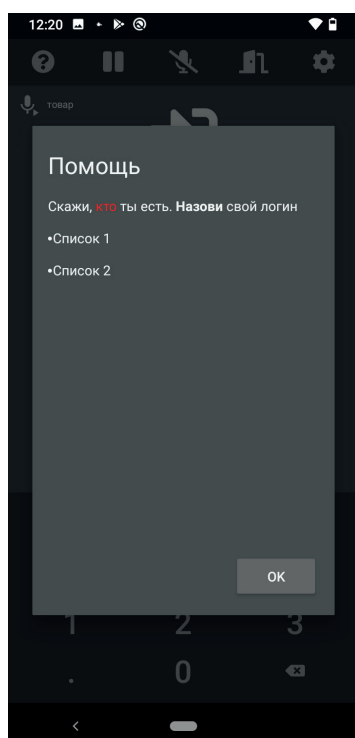 12:20
товар
Помощь
Скажи, кто ты есть. Назови свой логин
•Список 1
•Список 2
ОК
1 2 3
. 0